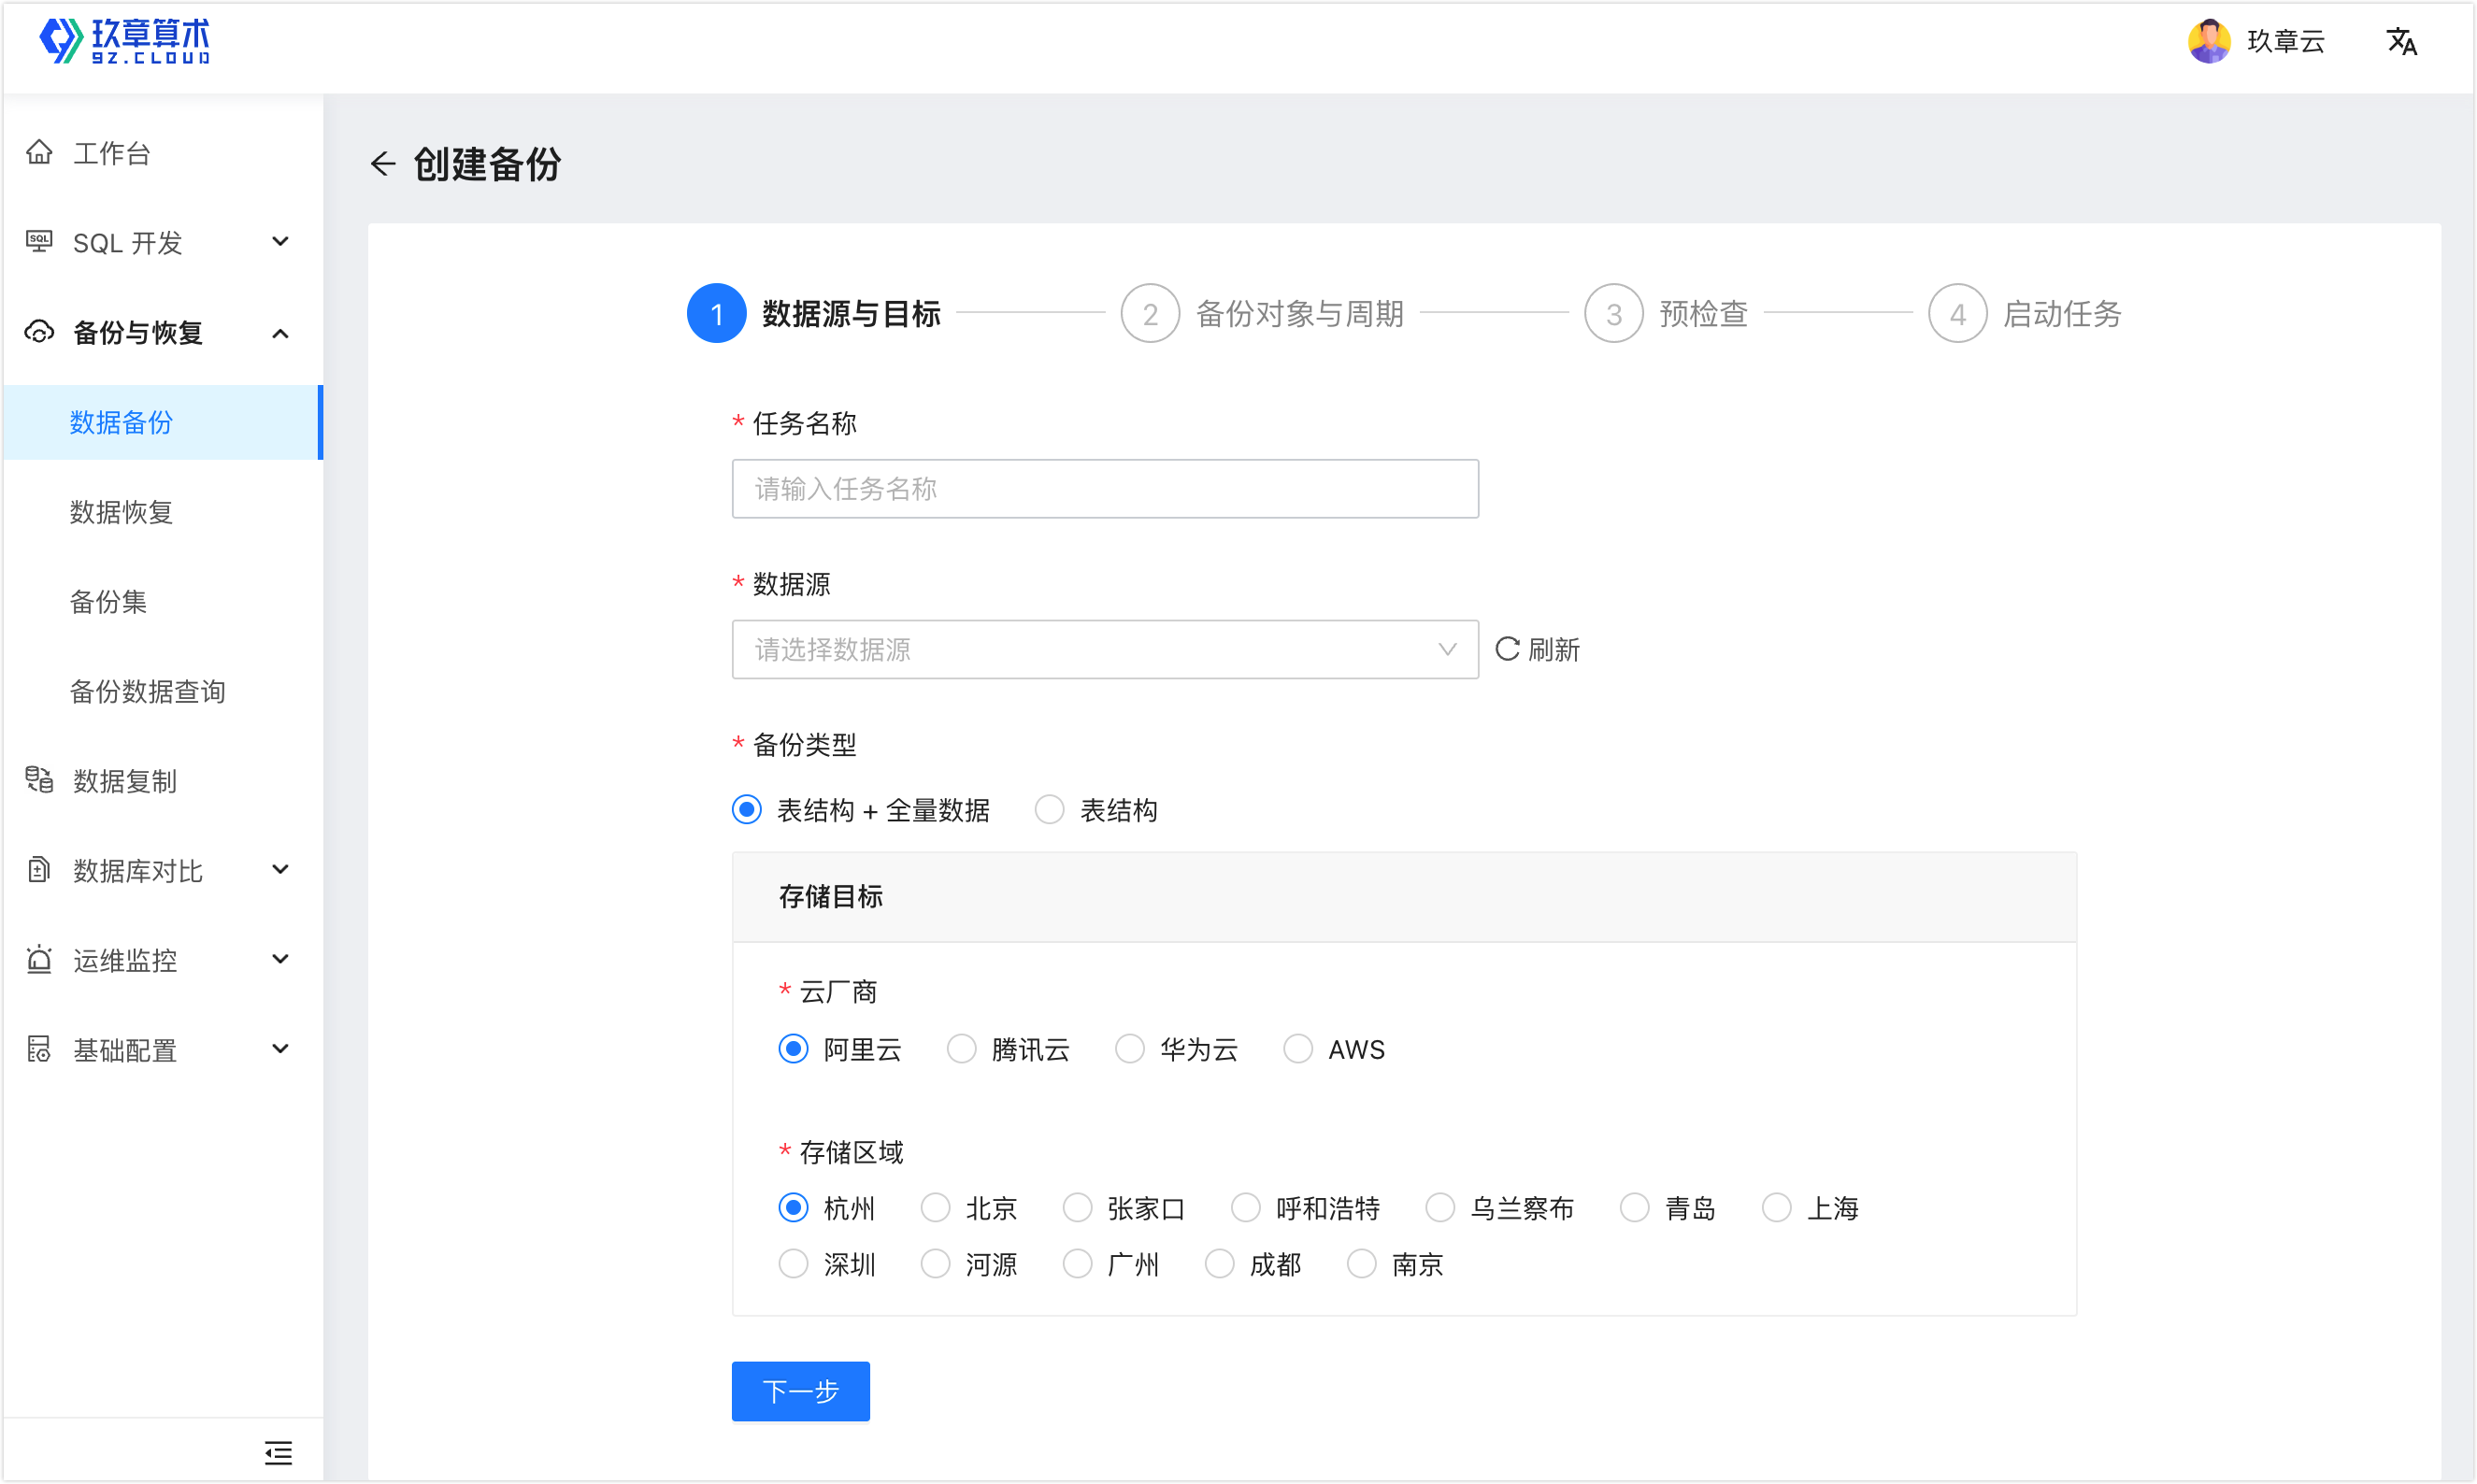 玖章算术
9Z.CLOUD
玖章云
工作台
SQL 开发
备份与恢复
数据备份
数据恢复
备份集
备份数据查询
数据复制
数据库对比
运维监控
基础配置
创建备份
1 数据源与目标 2 备份对象与周期 3 预检查 4 启动任务
* 任务名称
请输入任务名称
* 数据源
请选择数据源 刷新
* 备份类型
表结构 + 全量数据 表结构
存储目标
* 云厂商
阿里云 腾讯云 华为云 AWS
* 存储区域
杭州 北京 张家口 呼和浩特 乌兰察布 青岛 上海
深圳 河源 广州 成都 南京
下一步